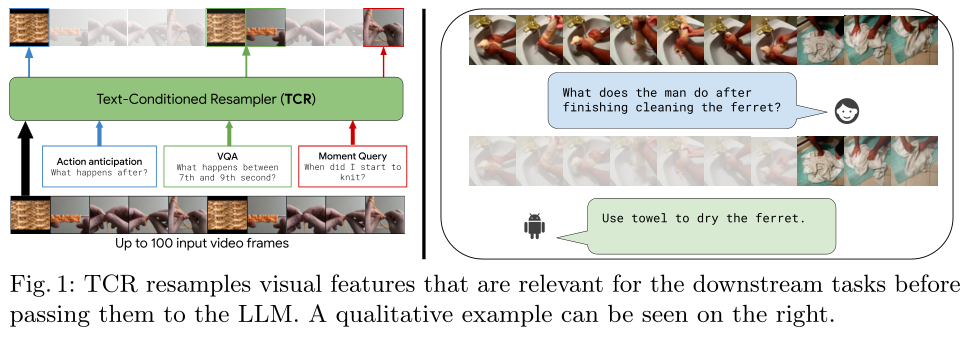 Text-Conditioned Resampler (TCR)
Action anticipation
What happens after?
VQA
What happens between
7th and 9th second?
Moment Query
When did I start to
knit?
Up to 100 input video frames
What does the man do after
finishing cleaning the ferret?
Use towel to dry the ferret.
Fig. 1: TCR resamples visual features that are relevant for the downstream tasks before
passing them to the LLM. A qualitative example can be seen on the right.